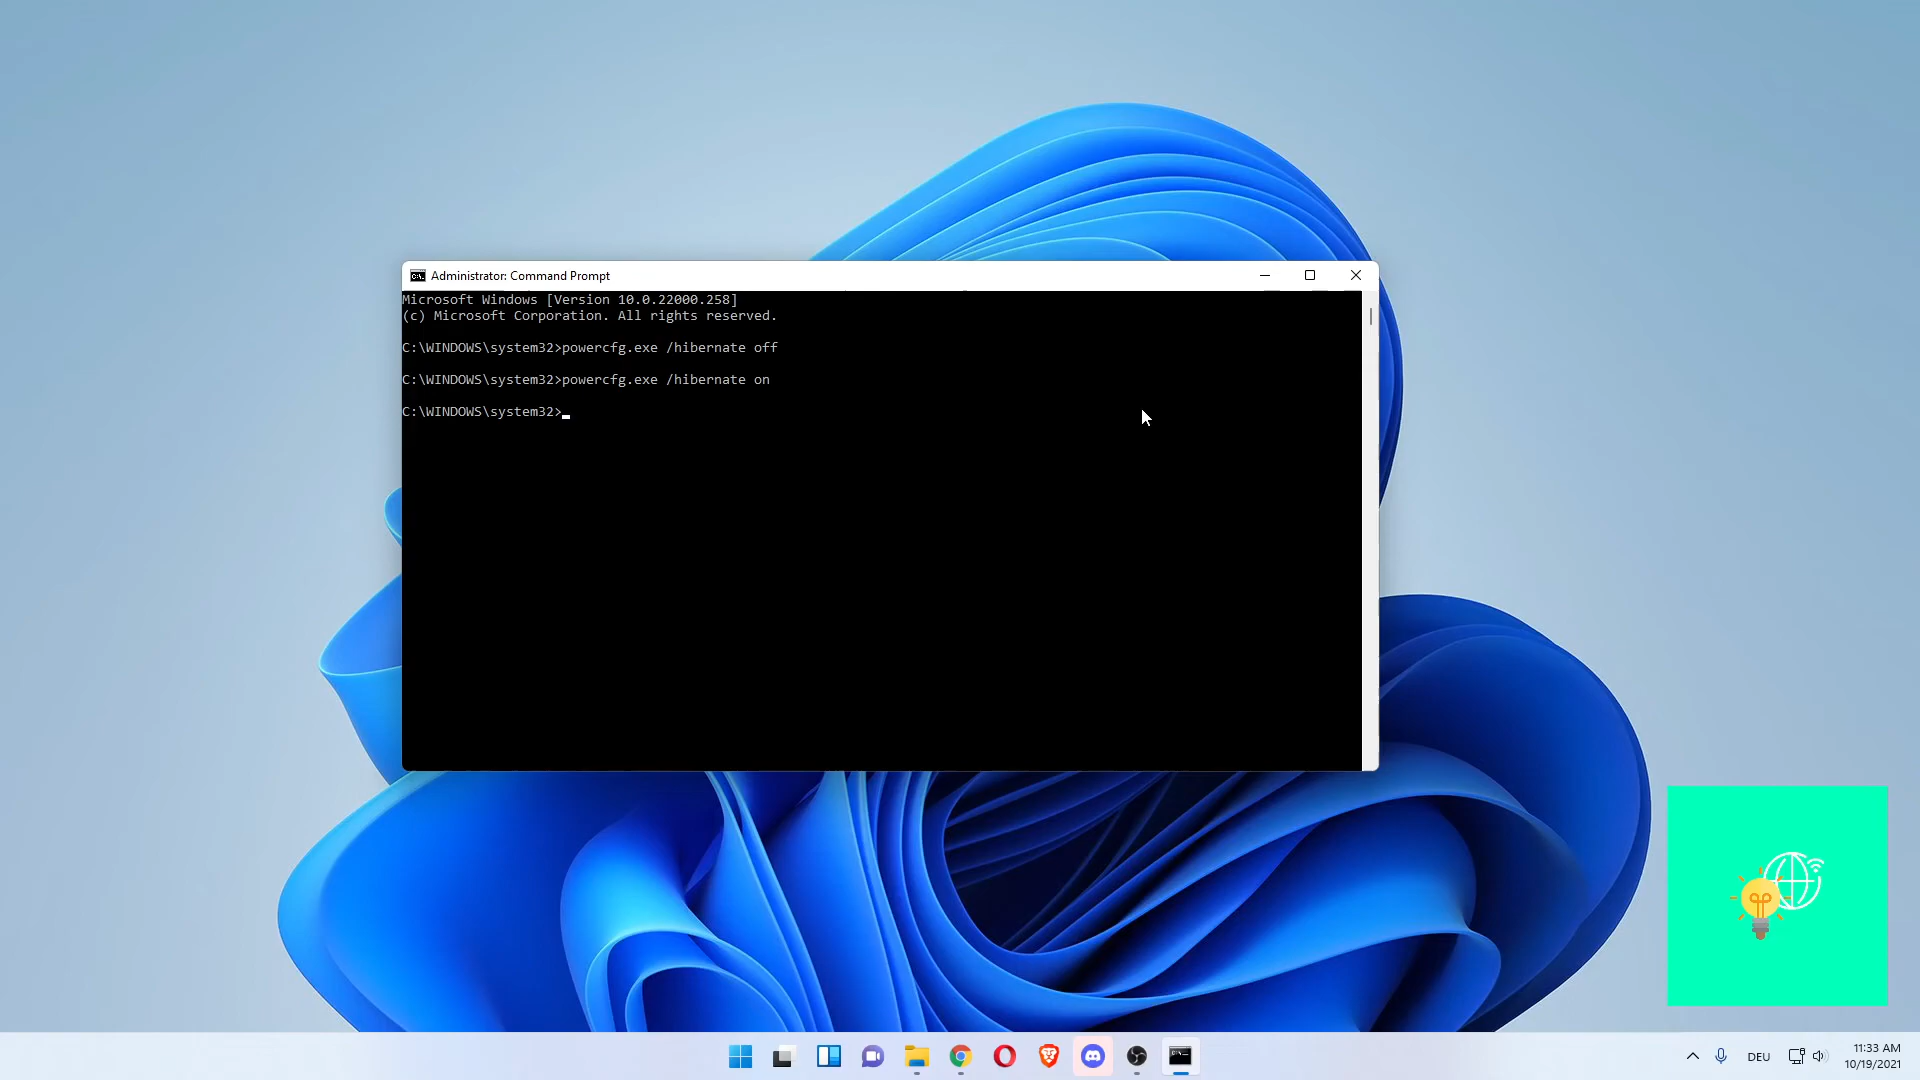 Administrator: Command Prompt
Microsoft Windows [Version 10.0.22000.258]
(c) Microsoft Corporation. All rights reserved.
C:\WINDOWS\system32>powercfg.exe /hibernate off
C:\WINDOWS\system32>powercfg.exe /hibernate on
C:\WINDOWS\system32>
DEU
11:33 AM
10/19/2021